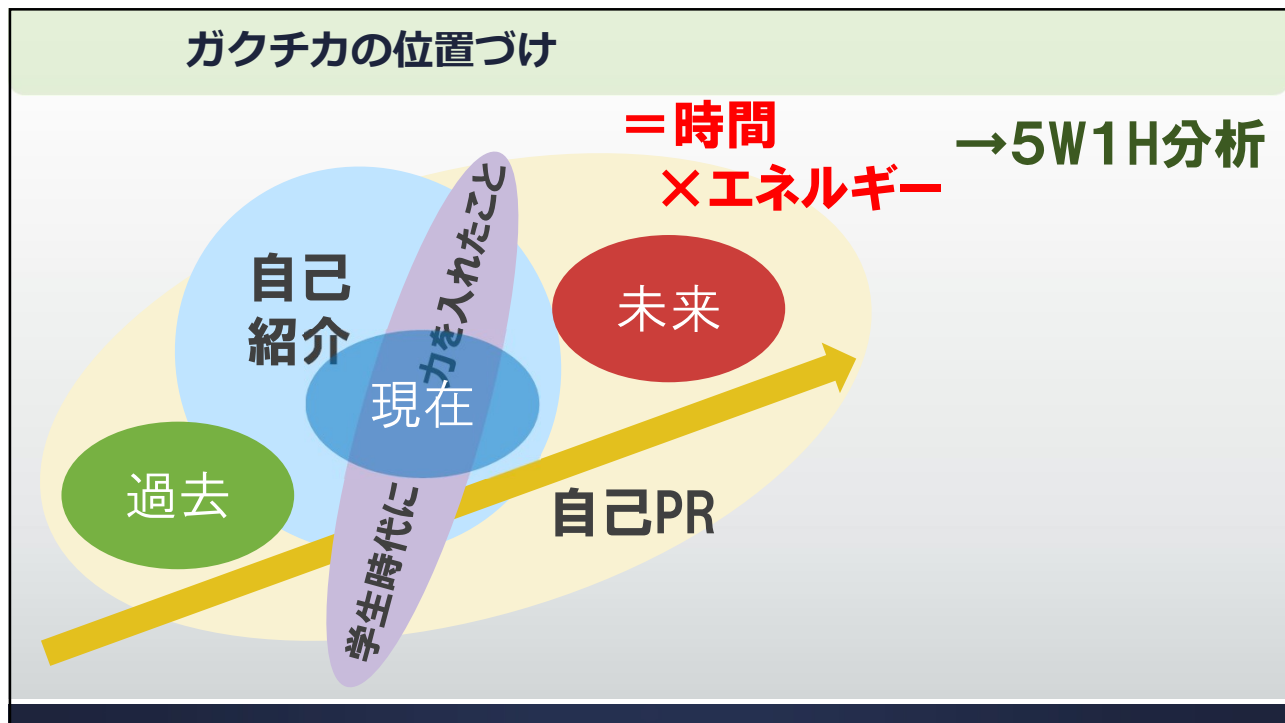 ガクチカの位置づけ
＝時間
×エネルギー
→5W1H分析
自己
紹介
学生時代に力を入れたこと
未来
現在
過去
自己PR